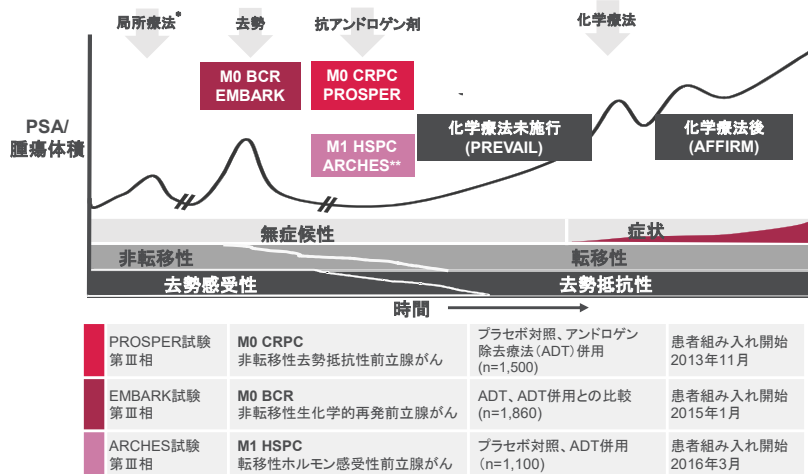 局所療法*
去勢
抗アンドロゲン剤
化学療法
M0 BCR
EMBARK
M0 CRPC
PROSPER
PSA/
腫瘍体積
M1 HSPC
ARCHES**
化学療法未施行
(PREVAIL)
化学療法後
(AFFIRM)
無症候性
症状
非転移性
転移性
去勢感受性
去勢抵抗性
時間
PROSPER試験
第Ⅲ相
M0 CRPC
非転移性去勢抵抗性前立腺がん
プラセボ対照、アンドロゲン
除去療法(ADT)併用
(n=1,500)
患者組み入れ開始
2013年11月
EMBARK試験
第Ⅲ相
M0 BCR
非転移性生化学的再発前立腺がん
ADT、ADT併用との比較
(n=1,860)
患者組み入れ開始
2015年1月
ARCHES試験
第Ⅲ相
M1 HSPC
転移性ホルモン感受性前立腺がん
プラセボ対照、ADT併用
(n=1,100)
患者組み入れ開始
2016年3月